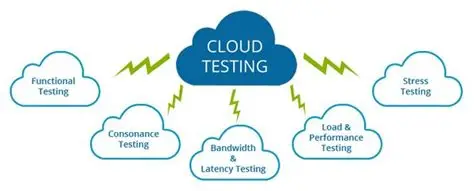 CLOUD
TESTING
Functional
Testing
Consonance
Testing
Bandwidth
&
Latency Testing
Load &
Performance
Testing
Stress
Testing